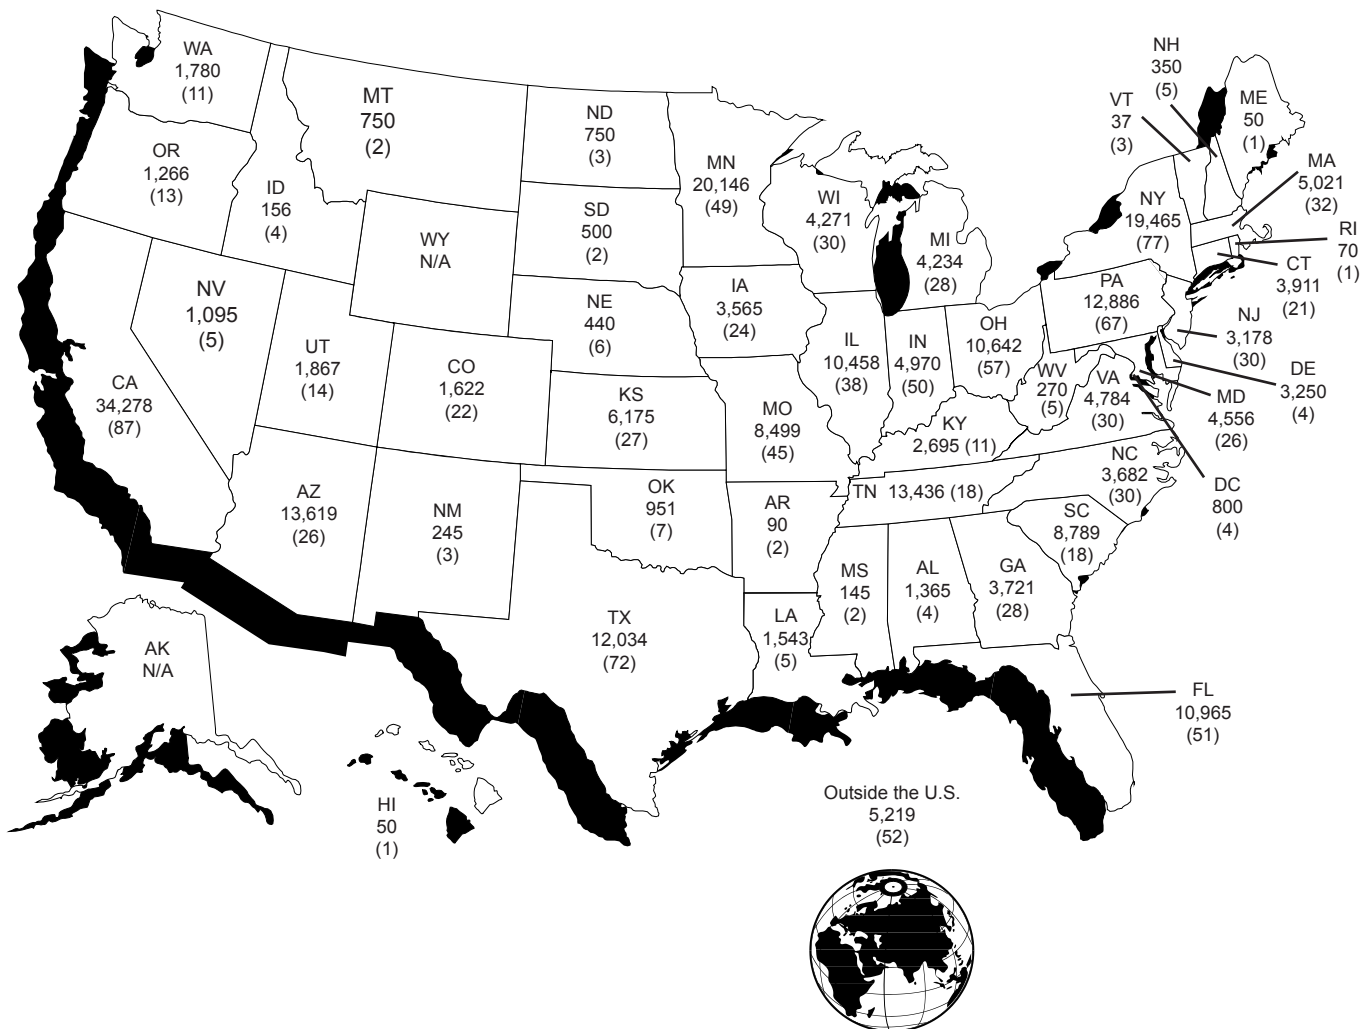 WA
1,780
(11)
MT
750
(2)
ND
750
(3)
MN
20,146
(49)
NH
350
(5)
VT
37
(3)
ME
50
(1)
MA
5,021
(32)
RI
70
(1)
OR
1,266
(13)
ID
156
(4)
WY
N/A
SD
500
(2)
WI
4,271
(30)
MI
4,234
(28)
NY
19,465
(77)
CT
3,911
(21)
NV
1,095
(5)
UT
1,867
(14)
CO
1,622
(22)
NE
440
(6)
IA
3,565
(24)
IL
10,458
(38)
IN
4,970
(50)
OH
10,642
(57)
PA
12,886
(67)
NJ
3,178
(30)
DE
3,250
(4)
CA
34,278
(87)
KS
6,175
(27)
MO
8,499
(45)
KY
2,695 (11)
WV
270
(5)
VA
4,784
(30)
MD
4,556
(26)
DC
800
(4)
AZ
13,619
(26)
NM
245
(3)
OK
951
(7)
AR
90
(2)
TN 13,436 (18)
NC
3,682
(30)
SC
8,789
(18)
TX
12,034
(72)
LA
1,543
(5)
MS
145
(2)
AL
1,365
(4)
GA
3,721
(28)
FL
10,965
(51)
AK
N/A
HI
50
(1)
Outside the U.S.
5,219
(52)